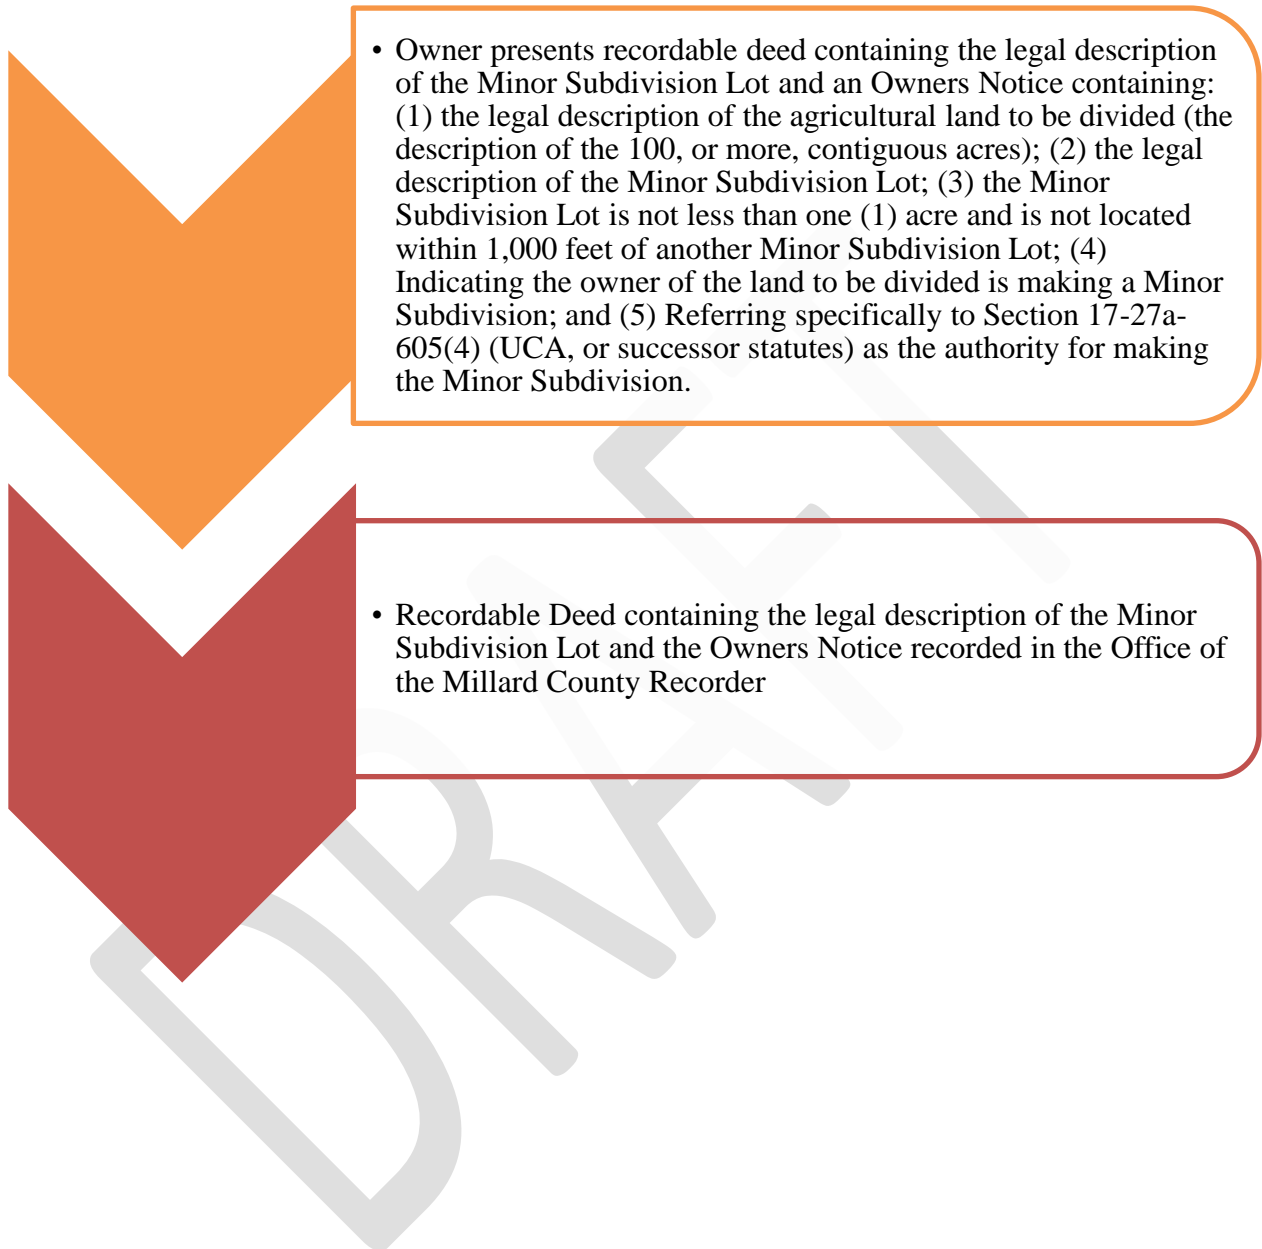 • Owner presents recordable deed containing the legal description
of the Minor Subdivision Lot and an Owners Notice containing:
(1) the legal description of the agricultural land to be divided (the
description of the 100, or more, contiguous acres); (2) the legal
description of the Minor Subdivision Lot; (3) the Minor
Subdivision Lot is not less than one (1) acre and is not located
within 1,000 feet of another Minor Subdivision Lot; (4)
Indicating the owner of the land to be divided is making a Minor
Subdivision; and (5) Referring specifically to Section 17-27a-
605(4) (UCA, or successor statutes) as the authority for making
the Minor Subdivision.
• Recordable Deed containing the legal description of the Minor
Subdivision Lot and the Owners Notice recorded in the Office of
the Millard County Recorder
DRAFT